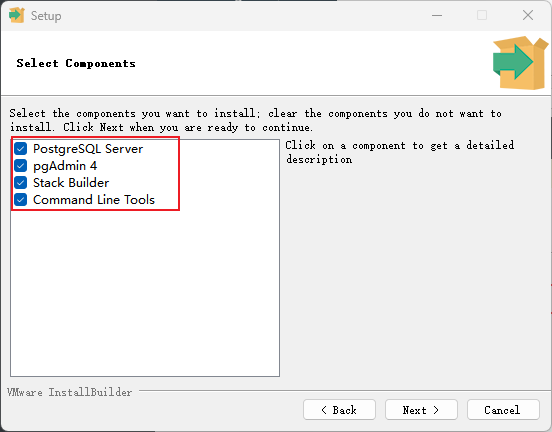 Setup
Select Components
Select the components you want to install; clear the components you do not want to
install. Click Next when you are ready to continue.
PostgreSQL Server
pgAdmin 4
Stack Builder
Command Line Tools
Click on a component to get a detailed
description
VMware InstallBuilder
< Back
Next >
Cancel